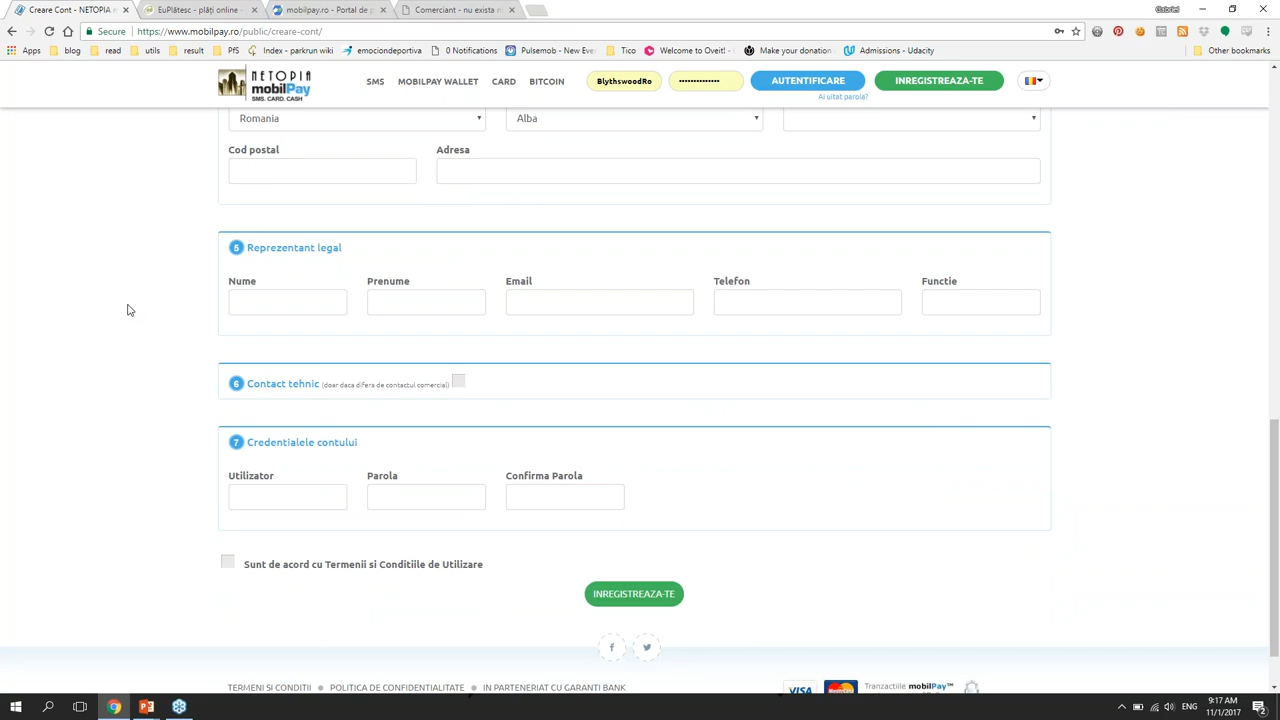 Creare Cont - NETOPIA m
EuPlătesc - plăți online -
mobilpay.ro - Portal de p
Comerciant - nu exista n
Gabriel
Secure
https://www.mobilpay.ro/public/creare-cont/
Apps
blog
read
utils
result
PfS
Index - parkrun wiki
emociondeportiva
0 Notifications
Pulsemob - New Eve
Tico
Welcome to Oveit!
Make your donation
Admissions - Udacity
Other bookmarks
NETOPIA
mobilPay
SMS. CARD. CASH
SMS
MOBILPAY WALLET
CARD
BITCOIN
BlythswoodRo
AUTENTIFICARE
INREGISTREAZA-TE
Ai uitat parola?
Romania
Alba
Cod postal
Adresa
5 Reprezentant legal
Nume
Prenume
Email
Telefon
Functie
6 Contact tehnic (doar daca difera de contactul comercial)
7 Credentialele contului
Utilizator
Parola
Confirma Parola
Sunt de acord cu Termenii si Conditiile de Utilizare
INREGISTREAZA-TE
TERMENI SI CONDITII
POLITICA DE CONFIDENTIALITATE
IN PARTENERIAT CU GARANTI BANK
VISA
MasterCard
Tranzactiile mobilPay™
ENG
9:17 AM
11/1/2017
2